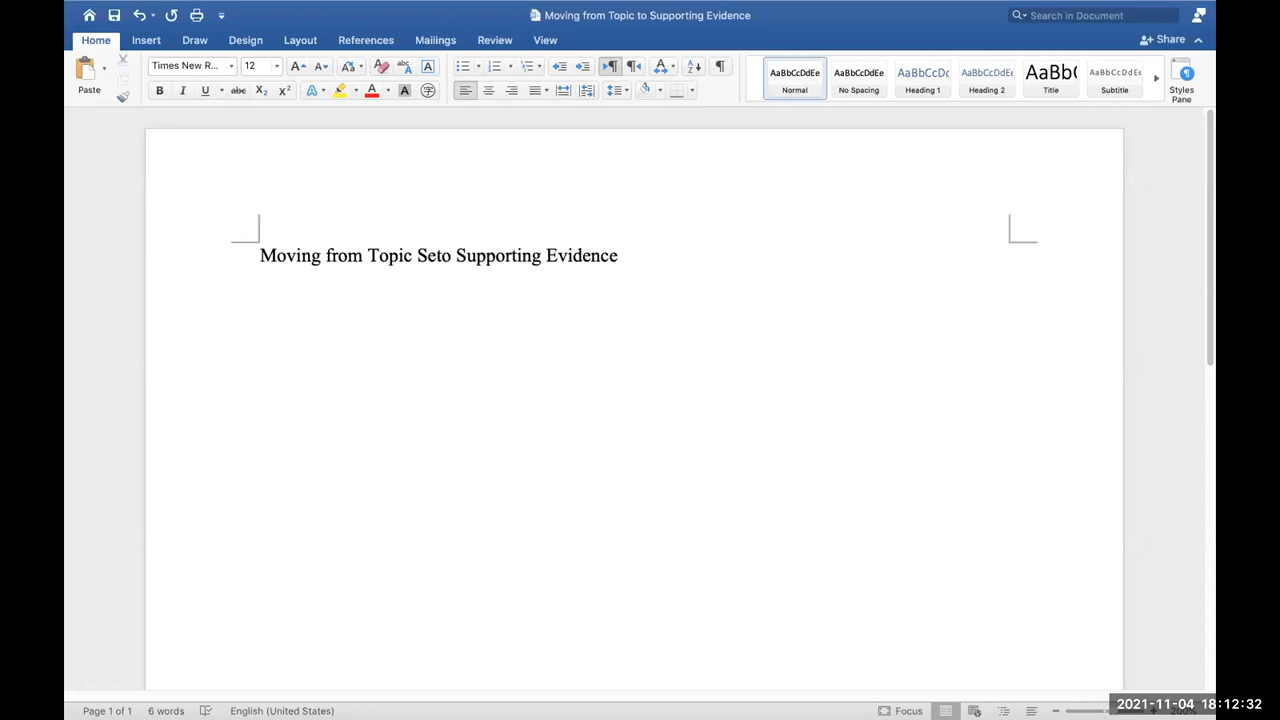 Moving from Topic to Supporting Evidence
Search in Document
Home Insert Draw Design Layout References Mailings Review View
Share
Paste
Times New R...
12
AaBbCcDdEe AaBbCcDdEe AaBbCcDc AaBbCcDdEe AaBb( AaBbCcDdEe
Normal No Spacing Heading 1 Heading 2 Title Subtitle
Styles
Pane
Moving from Topic Seto Supporting Evidence
Page 1 of 1 6 words English (United States)
Focus
2021-11-04 18:12:32